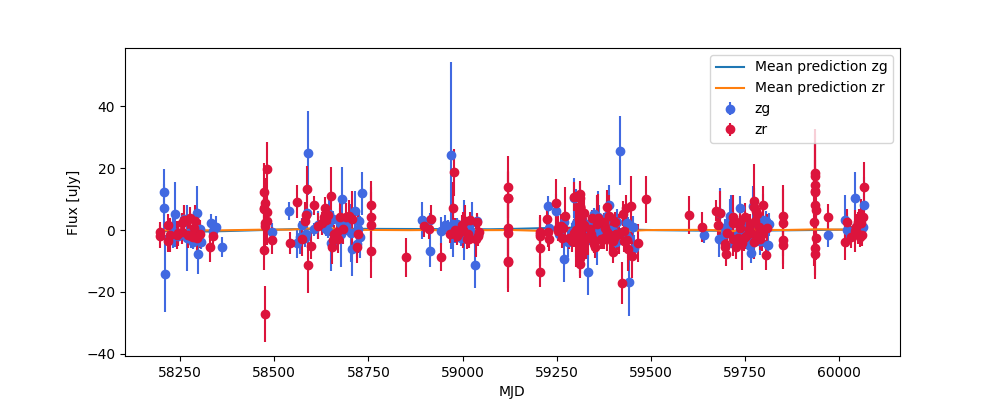 Mean prediction zg
Mean prediction zr
zg
zr
Flux [uJy]
40
20
0
−20
−40
58250
58500
58750
59000
59250
59500
59750
60000
MJD